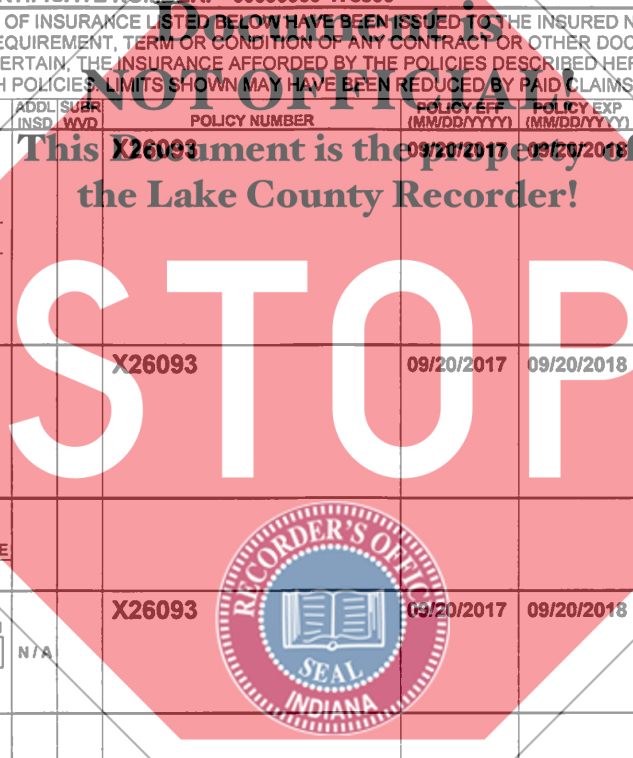 OF INSURANCE LISTED BELOW HAVE BEEN ISSUED TO THE INSURED N
Document is
EQUIREMENT, TERM OR CONDITION OF ANY CONTRACT OR OTHER DOC
ERTAIN, THE INSURANCE AFFORDED BY THE POLICIES DESCRIBED HER
NOT OFFICIAL!
H POLICIES. LIMITS SHOWN MAY HAVE BEEN REDUCED BY PAID CLAIMS
ADDL SUBR POLICY EFF POLICY EXP
INSD WVD POLICY NUMBER (MM/DD/YYYY) (MM/DD/YYYY)
This Document is the property of
X26093 09/20/2017 09/20/2018
the Lake County Recorder!
STOP
X26093 09/20/2017 09/20/2018
E
RECORDER'S OFFICE
X26093 09/20/2017 09/20/2018
N/A
SEAL
INDIANA